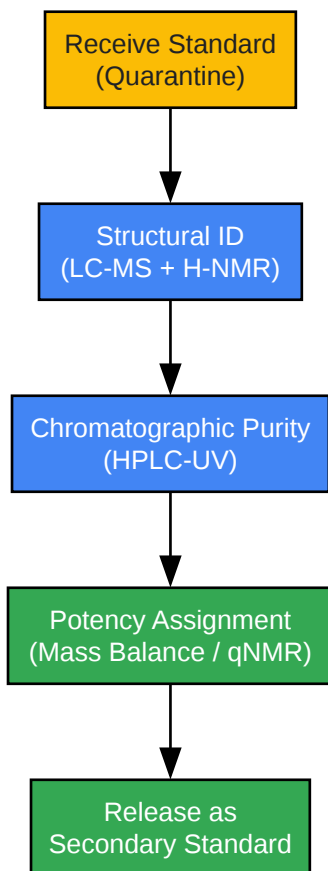 Receive Standard
(Quarantine)
Structural ID
(LC-MS + H-NMR)
Chromatographic Purity
(HPLC-UV)
Potency Assignment
(Mass Balance / qNMR)
Release as
Secondary Standard